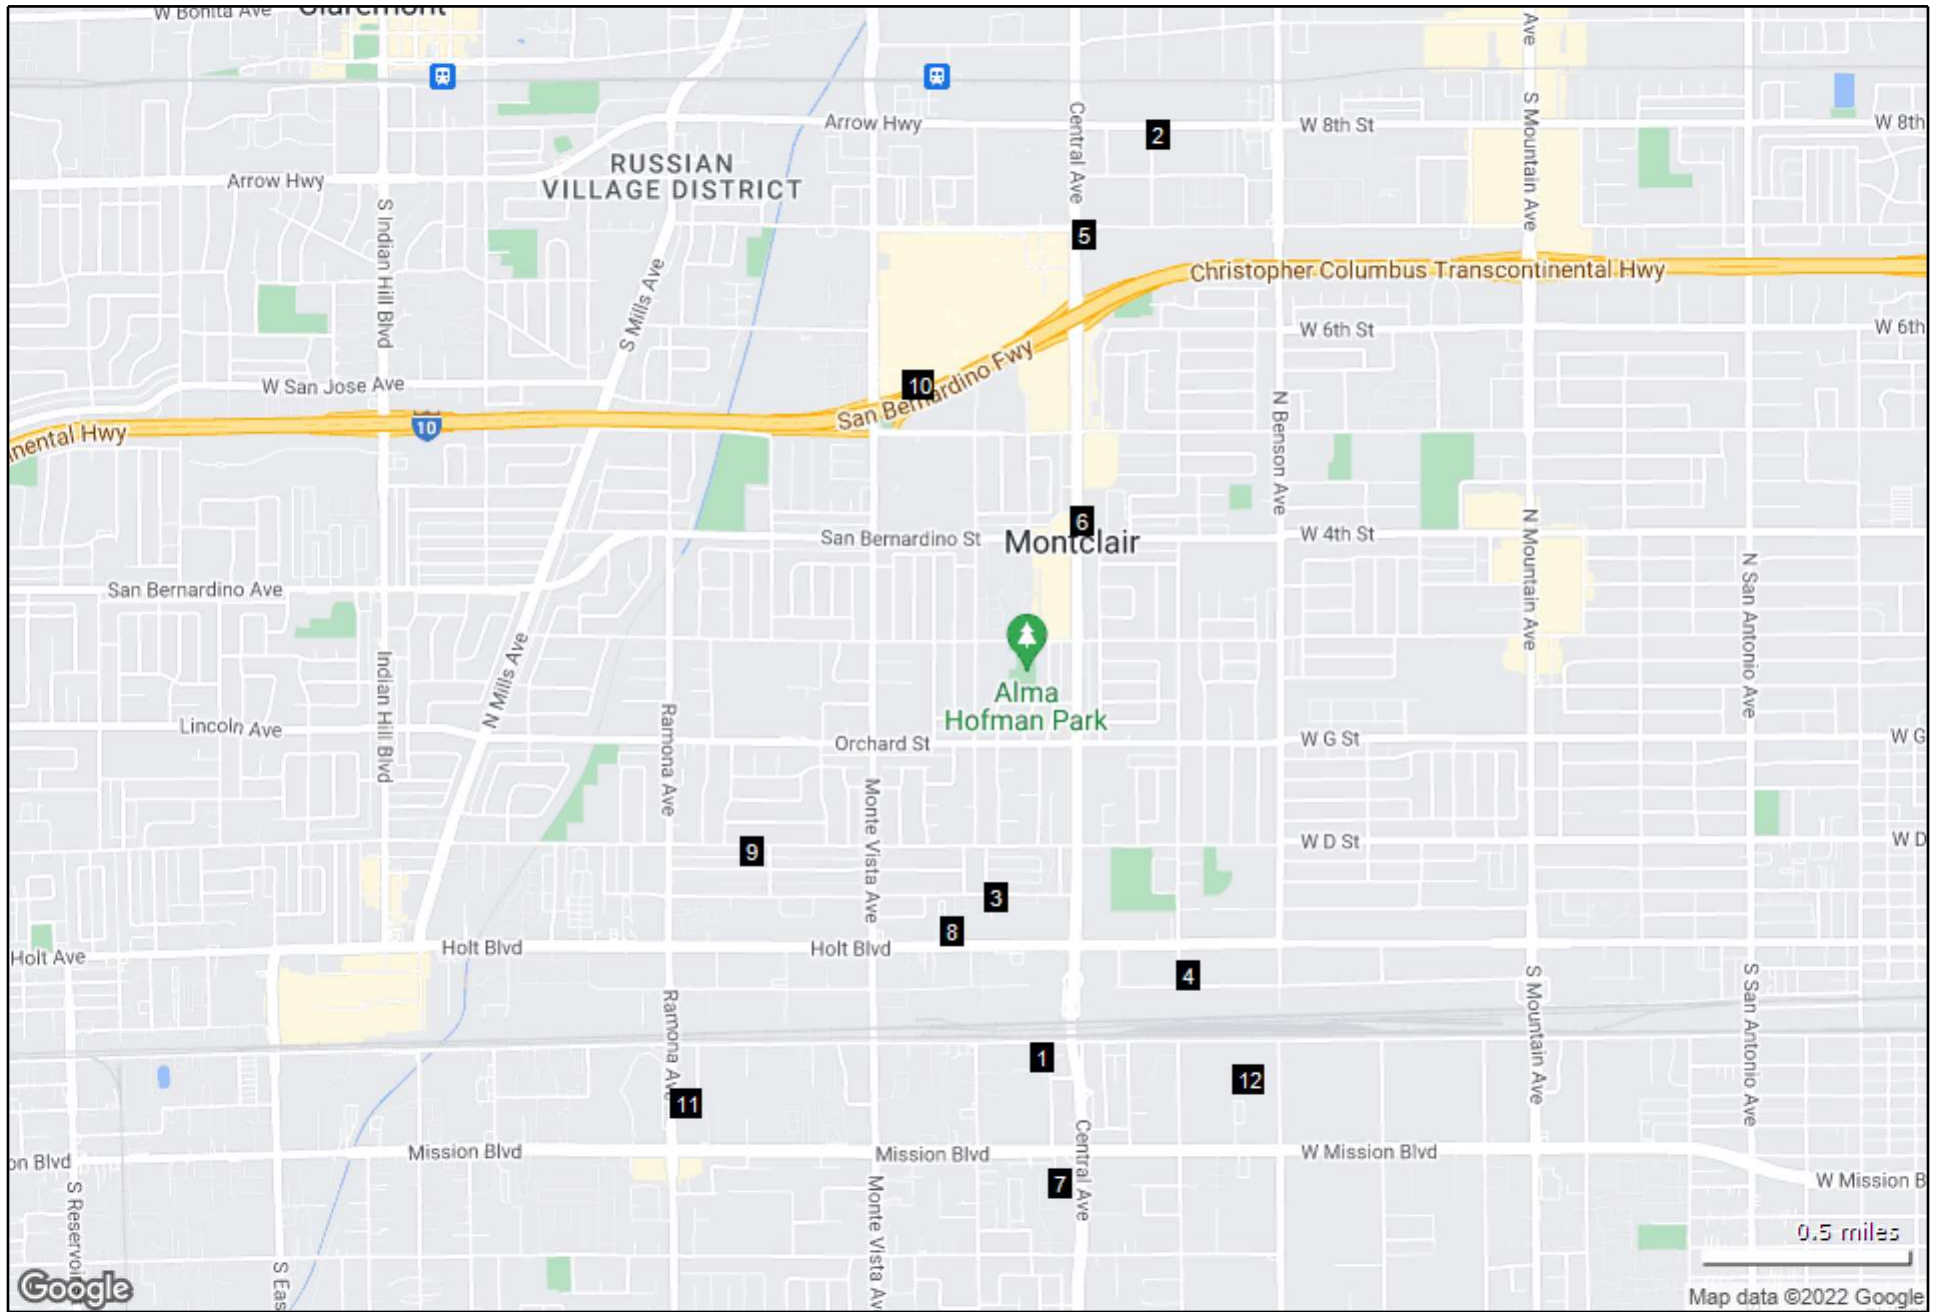 W Bonita Ave
Claremont
Ave
Arrow Hwy
Central Ave
2
W 8th St
S Mountain Ave
W 8th
RUSSIAN
VILLAGE DISTRICT
Arrow Hwy
S Indian Hill Blvd
5
S Mills Ave
Christopher Columbus Transcontinental Hwy
W 6th St
W 6th
W San Jose Ave
10
San Bernardino Fwy
10
nental Hwy
N Benson Ave
6
San Bernardino St
Montclair
W 4th St
N Mountain Ave
San Bernardino Ave
N San Antonio Ave
N Mills Ave
Indian Hill Blvd
Alma
Hofman Park
Lincoln Ave
Ramona Ave
Orchard St
W G St
W G
Monte Vista Ave
9
W D St
W D
3
8
Holt Ave
Holt Blvd
Holt Blvd
4
S Mountain Ave
S San Antonio Ave
Ramona Ave
1
12
11
on Blvd
Mission Blvd
Mission Blvd
Central Ave
W Mission Blvd
7
W Mission B
S Reservoi
S Eas
Monte Vista Av
0.5 miles
Google
Map data ©2022 Google